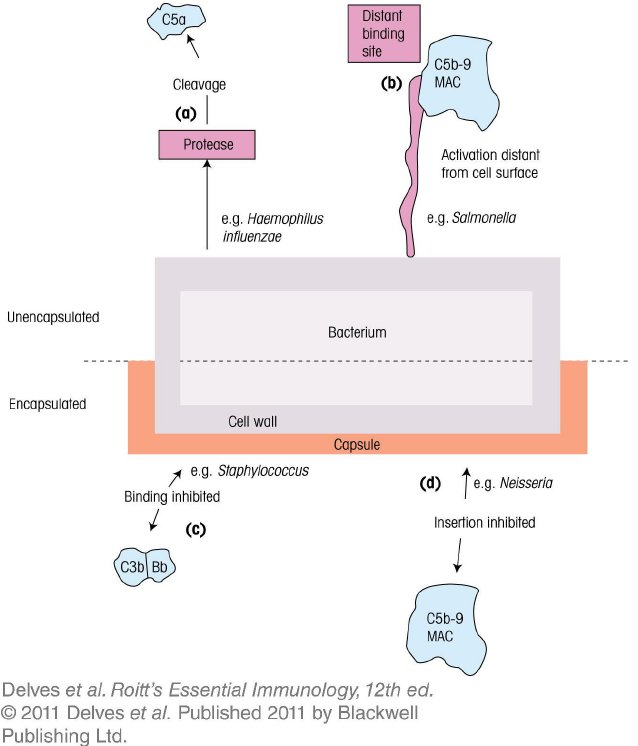 C5a
Cleavage
(a)
Protease
e.g. Haemophilus
influenzae
Distant
binding
site
(b)
C5b-9
MAC
Activation distant
from cell surface
e.g. Salmonella
Unencapsulated
Bacterium
Encapsulated
Cell wall
Capsule
e.g. Staphylococcus
Binding inhibited
(c)
C3b Bb
(d)
e.g. Neisseria
Insertion inhibited
C5b-9
MAC
Delves et al. Roitt's Essential Immunology, 12th ed.
© 2011 Delves et al. Published 2011 by Blackwell
Publishing Ltd.